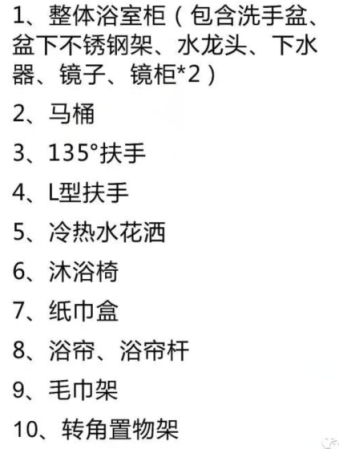 1、整体浴室柜（包含洗手盆、
盆下不锈钢架、水龙头、下水
器、镜子、镜柜*2）
2、马桶
3、135°扶手
4、L型扶手
5、冷热水花洒
6、沐浴椅
7、纸巾盒
8、浴帘、浴帘杆
9、毛巾架
10、转角置物架